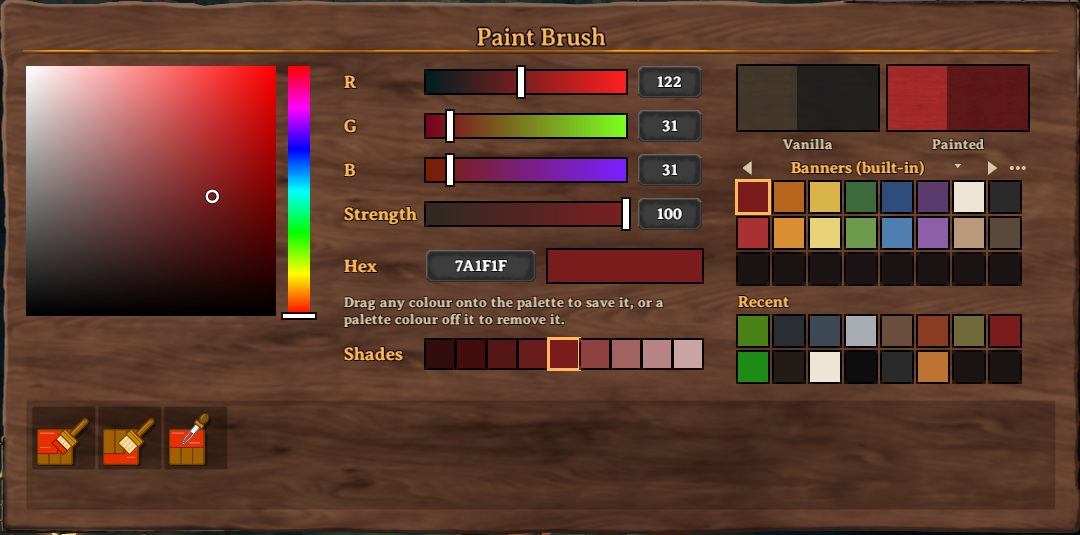 Paint Brush
R
122
G
31
B
31
Strength
100
Hex
7A1F1F
Drag any colour onto the palette to save it, or a
palette colour off it to remove it.
Shades
Vanilla
Painted
Banners (built-in)
Recent